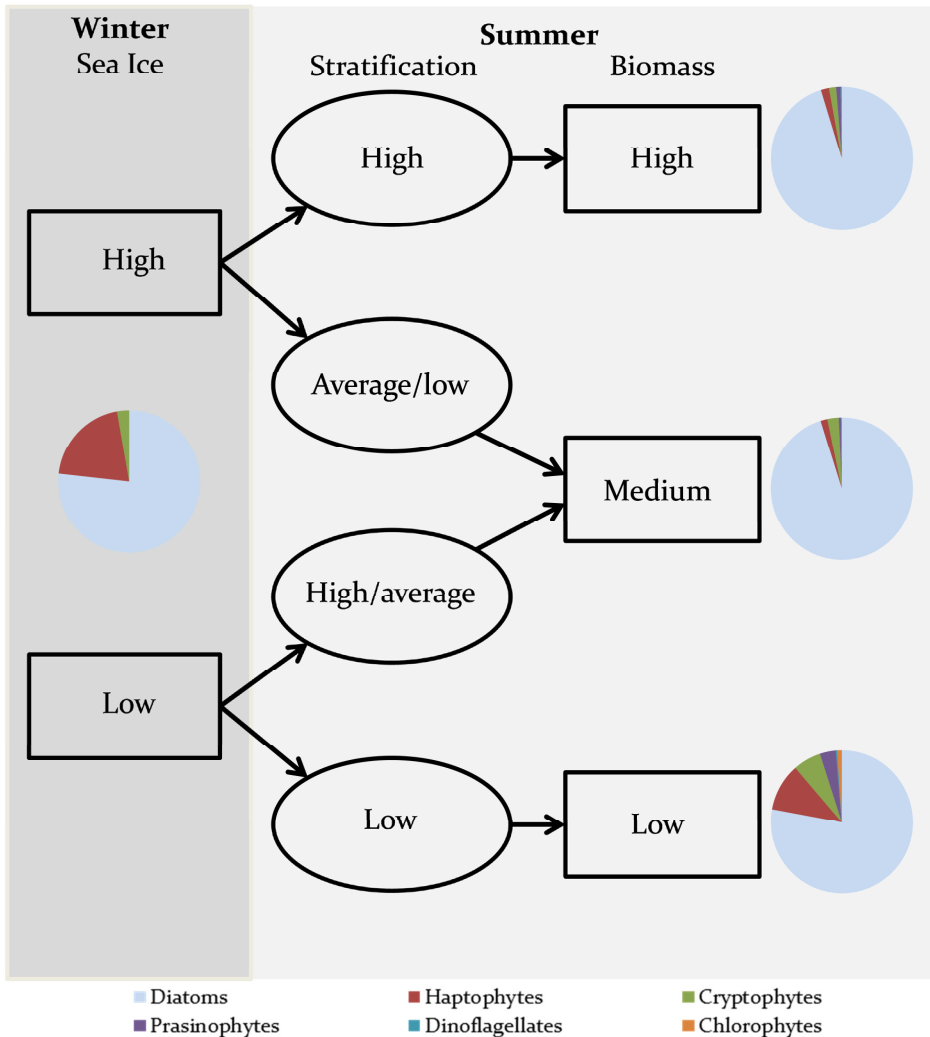 Winter
Sea Ice
Summer
Stratification
Biomass
High
High
High
Average/low
Medium
High/average
Low
Low
Low
Diatoms
Haptophytes
Cryptophytes
Prasinophytes
Dinoflagellates
Chlorophytes